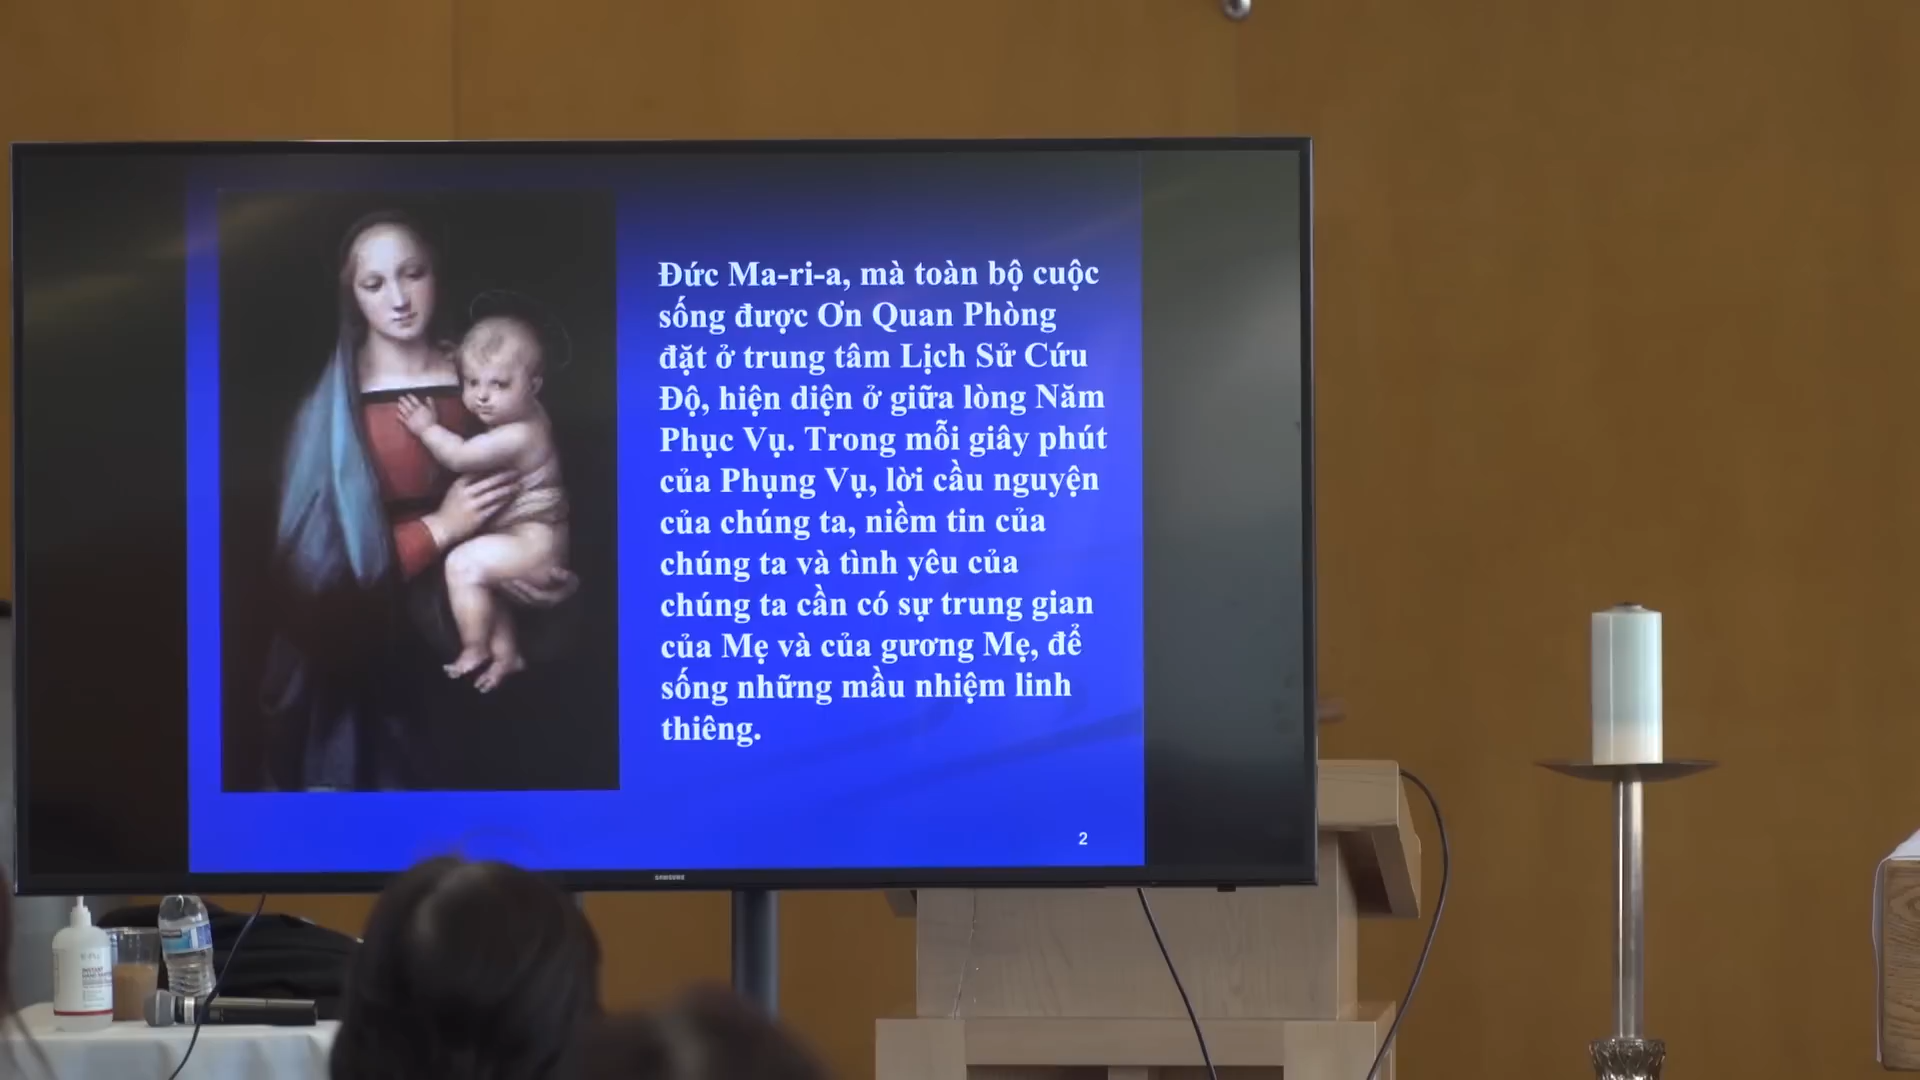 Đức Ma-ri-a, mà toàn bộ cuộc
sống được Ơn Quan Phòng
đặt ở trung tâm Lịch Sử Cứu
Độ, hiện diện ở giữa lòng Năm
Phục Vụ. Trong mỗi giây phút
của Phụng Vụ, lời cầu nguyện
của chúng ta, niềm tin của
chúng ta và tình yêu của
chúng ta cần có sự trung gian
của Mẹ và của gương Mẹ, để
sống những mầu nhiệm linh
thiêng.
2
SAMSUNG
INSTANT
HAND SANITIZER